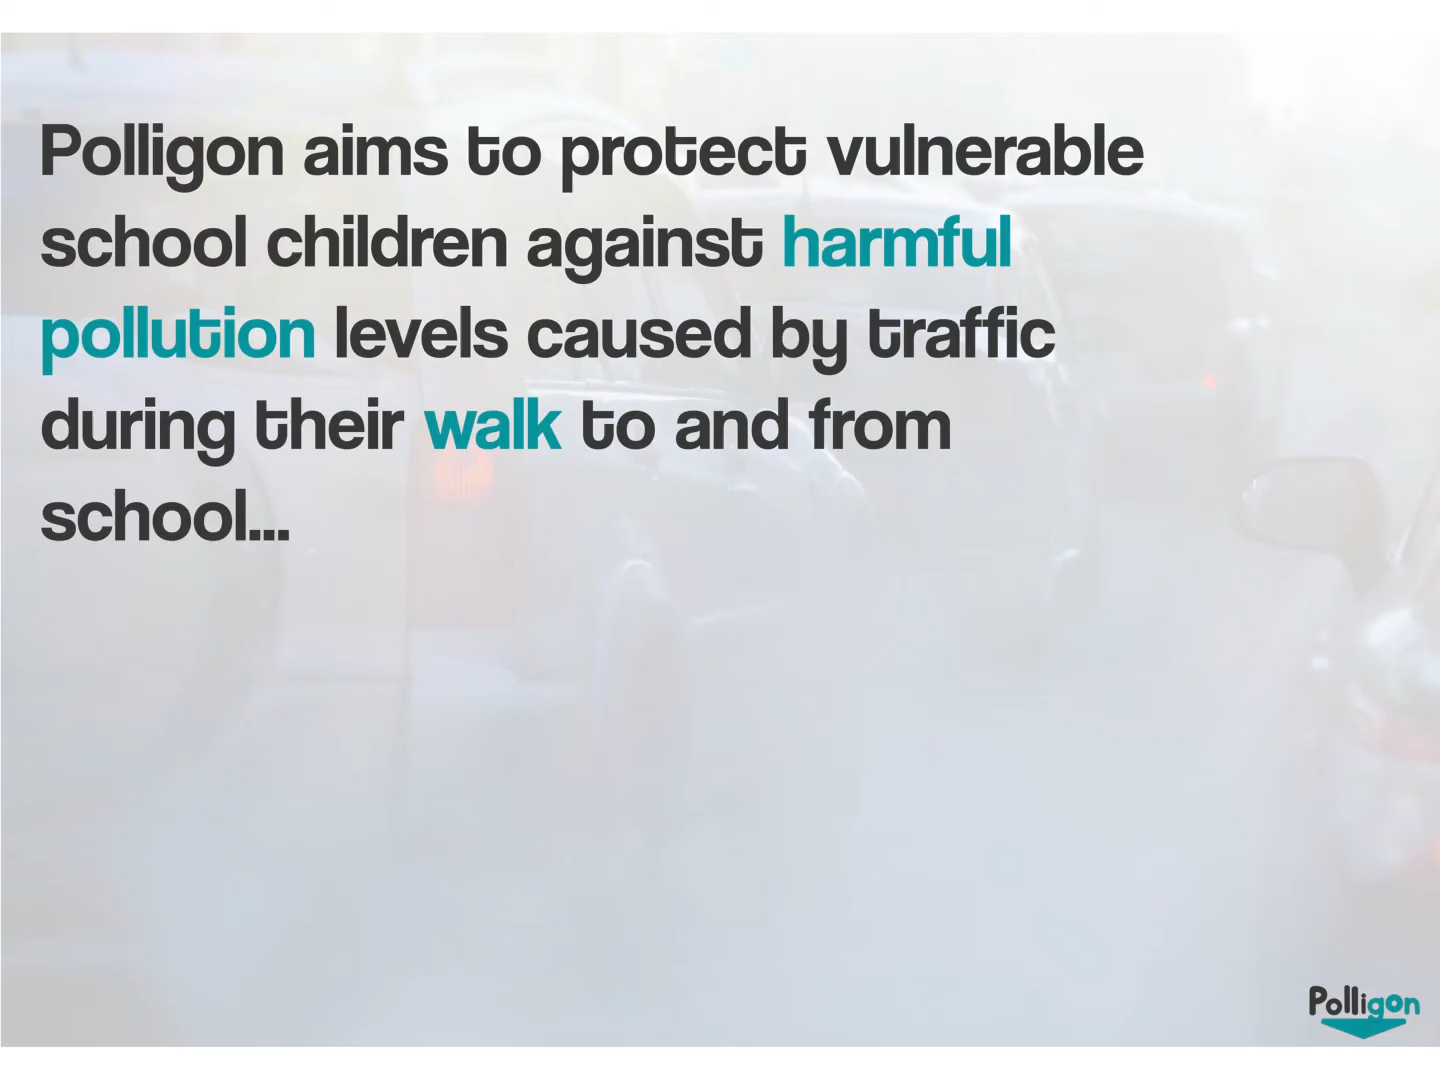 Polligon aims to protect vulnerable
school children against harmful
pollution levels caused by traffic
during their walk to and from
school...
Polligon